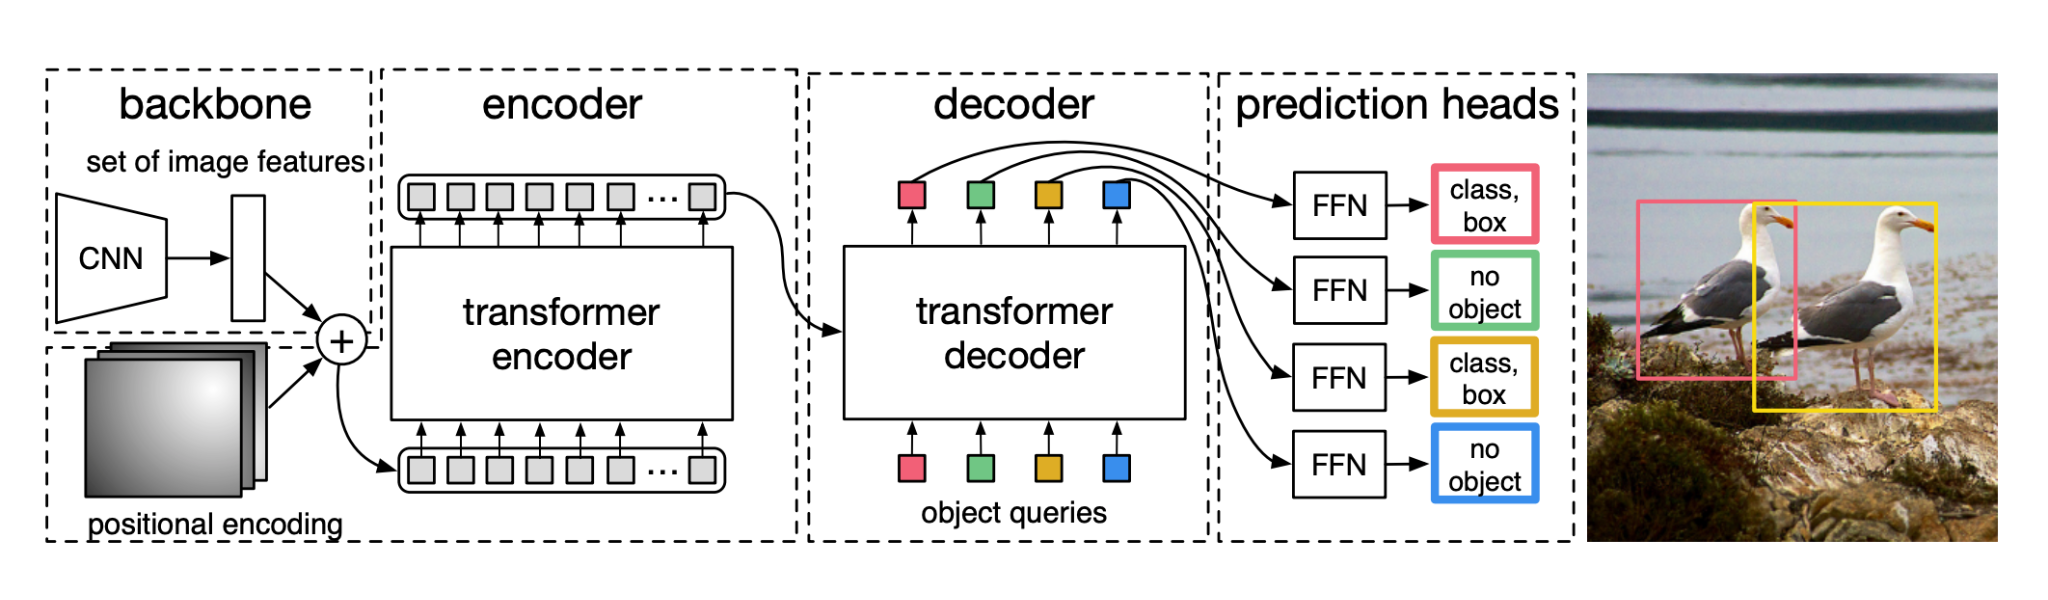 backbone
set of image features
CNN
+
positional encoding
encoder
...
transformer
encoder
...
decoder
transformer
decoder
object queries
prediction heads
FFN
class,
box
FFN
no
object
FFN
class,
box
FFN
no
object